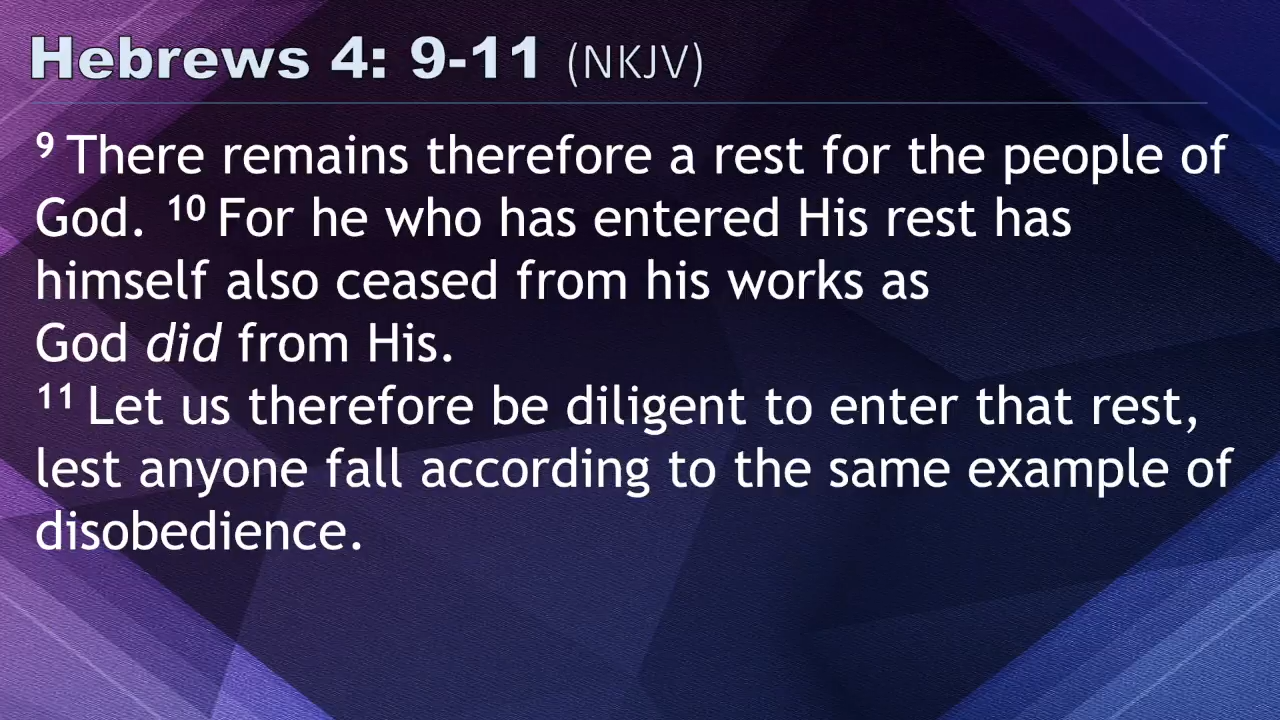 Hebrews 4: 9-11 (NKJV)
9 There remains therefore a rest for the people of
God. 10 For he who has entered His rest has
himself also ceased from his works as
God did from His.
11 Let us therefore be diligent to enter that rest,
lest anyone fall according to the same example of
disobedience.